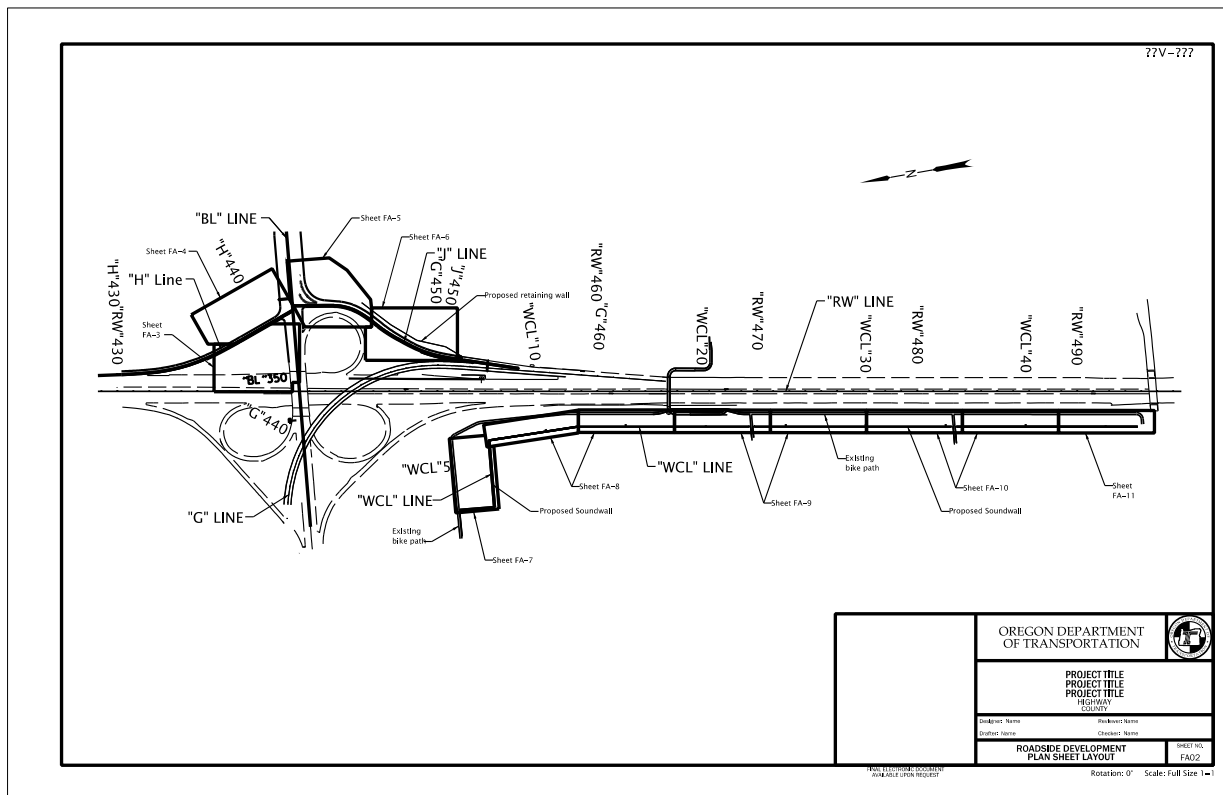 ??V-???
N
"BL" LINE
Sheet FA-5
Sheet FA-4
"H"440
Sheet FA-6
"J" LINE
"H" Line
"G"450
"J"450
"H"430
"RW"430
Proposed retaining wall
"RW"460
"G"460
"RW" LINE
Sheet
FA-3
"WCL"10
"WCL"20
"RW"470
"WCL"30
"RW"480
"WCL"40
"RW"490
"BL"350
"G"440
"WCL"5
"WCL" LINE
"WCL" LINE
Existing
bike path
Sheet FA-8
Sheet FA-9
Sheet FA-10
Sheet
FA-11
"G" LINE
Proposed Soundwall
Proposed Soundwall
Existing
bike path
Sheet FA-7
OREGON DEPARTMENT
OF TRANSPORTATION
PROJECT TITLE
PROJECT TITLE
PROJECT TITLE
HIGHWAY
COUNTY
Designer: Name
Reviewer: Name
Drafter: Name
Checker: Name
ROADSIDE DEVELOPMENT
PLAN SHEET LAYOUT
SHEET NO.
FA02
FINAL ELECTRONIC DOCUMENT
AVAILABLE UPON REQUEST
Rotation: 0° Scale: Full Size 1-1